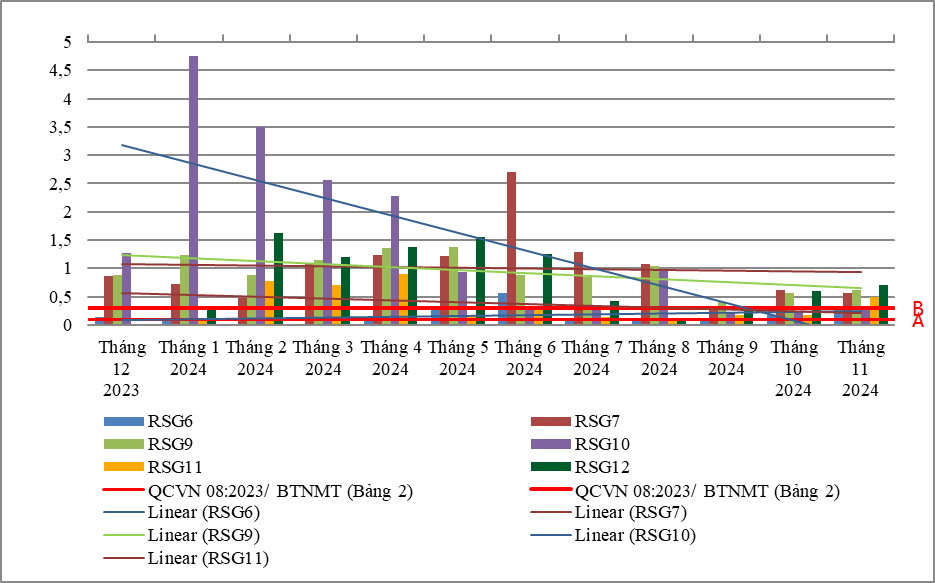 5
4,5
4
3,5
3
2,5
2
1,5
1
0,5
0
B
A
Tháng 12 2023
Tháng 1 2024
Tháng 2 2024
Tháng 3 2024
Tháng 4 2024
Tháng 5 2024
Tháng 6 2024
Tháng 7 2024
Tháng 8 2024
Tháng 9 2024
Tháng 10 2024
Tháng 11 2024
RSG6
RSG7
RSG9
RSG10
RSG11
RSG12
QCVN 08:2023/ BTNMT (Bảng 2)
QCVN 08:2023/ BTNMT (Bảng 2)
Linear (RSG6)
Linear (RSG7)
Linear (RSG9)
Linear (RSG10)
Linear (RSG11)